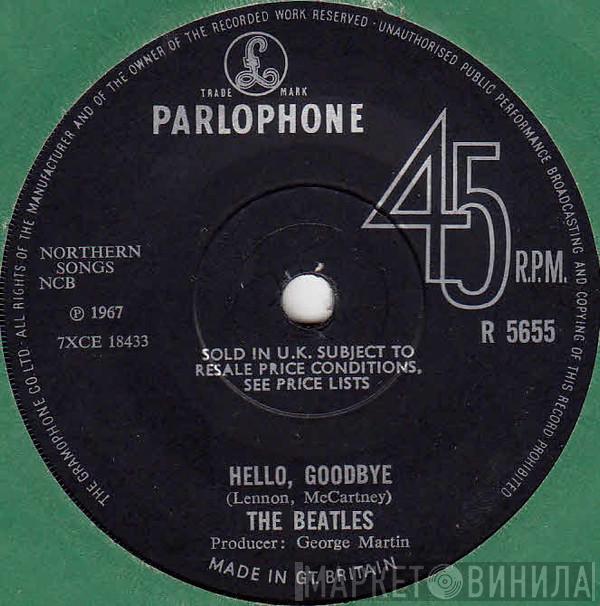 THE GRAMOPHONE CO LTD. ALL RIGHTS OF THE MANUFACTURER AND OF THE OWNER OF THE RECORDED WORK RESERVED · UNAUTHORISED PUBLIC PERFORMANCE BROADCASTING AND COPYING OF THIS RECORD PROHIBITED
£
TRADE MARK
PARLOPHONE
45
R.P.M.
NORTHERN
SONGS
NCB
℗ 1967
7XCE 18433
R 5655
SOLD IN U.K. SUBJECT TO
RESALE PRICE CONDITIONS,
SEE PRICE LISTS
HELLO, GOODBYE
(Lennon, McCartney)
THE BEATLES
Producer: George Martin
MADE IN GT. BRITAIN
МАРКЕТ ВИНИЛА